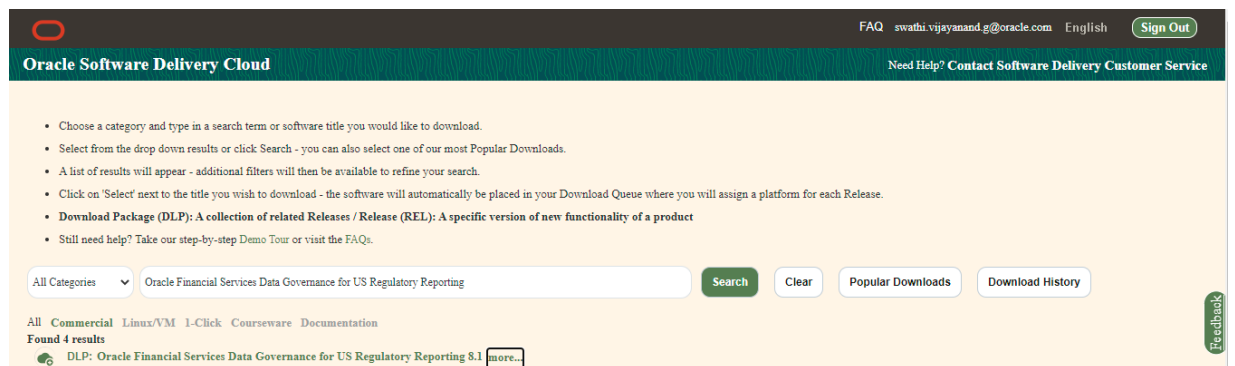 FAQ swathi.vijayanand.g@oracle.com English Sign Out
Oracle Software Delivery Cloud Need Help? Contact Software Delivery Customer Service
• Choose a category and type in a search term or software title you would like to download.
• Select from the drop down results or click Search - you can also select one of our most Popular Downloads.
• A list of results will appear - additional filters will then be available to refine your search.
• Click on 'Select' next to the title you wish to download - the software will automatically be placed in your Download Queue where you will assign a platform for each Release.
• Download Package (DLP): A collection of related Releases / Release (REL): A specific version of new functionality of a product
• Still need help? Take our step-by-step Demo Tour or visit the FAQs.
All Categories Oracle Financial Services Data Governance for US Regulatory Reporting Search Clear Popular Downloads Download History
All Commercial Linux/VM 1-Click Courseware Documentation
Found 4 results
DLP: Oracle Financial Services Data Governance for US Regulatory Reporting 8.1 more...
Feedback